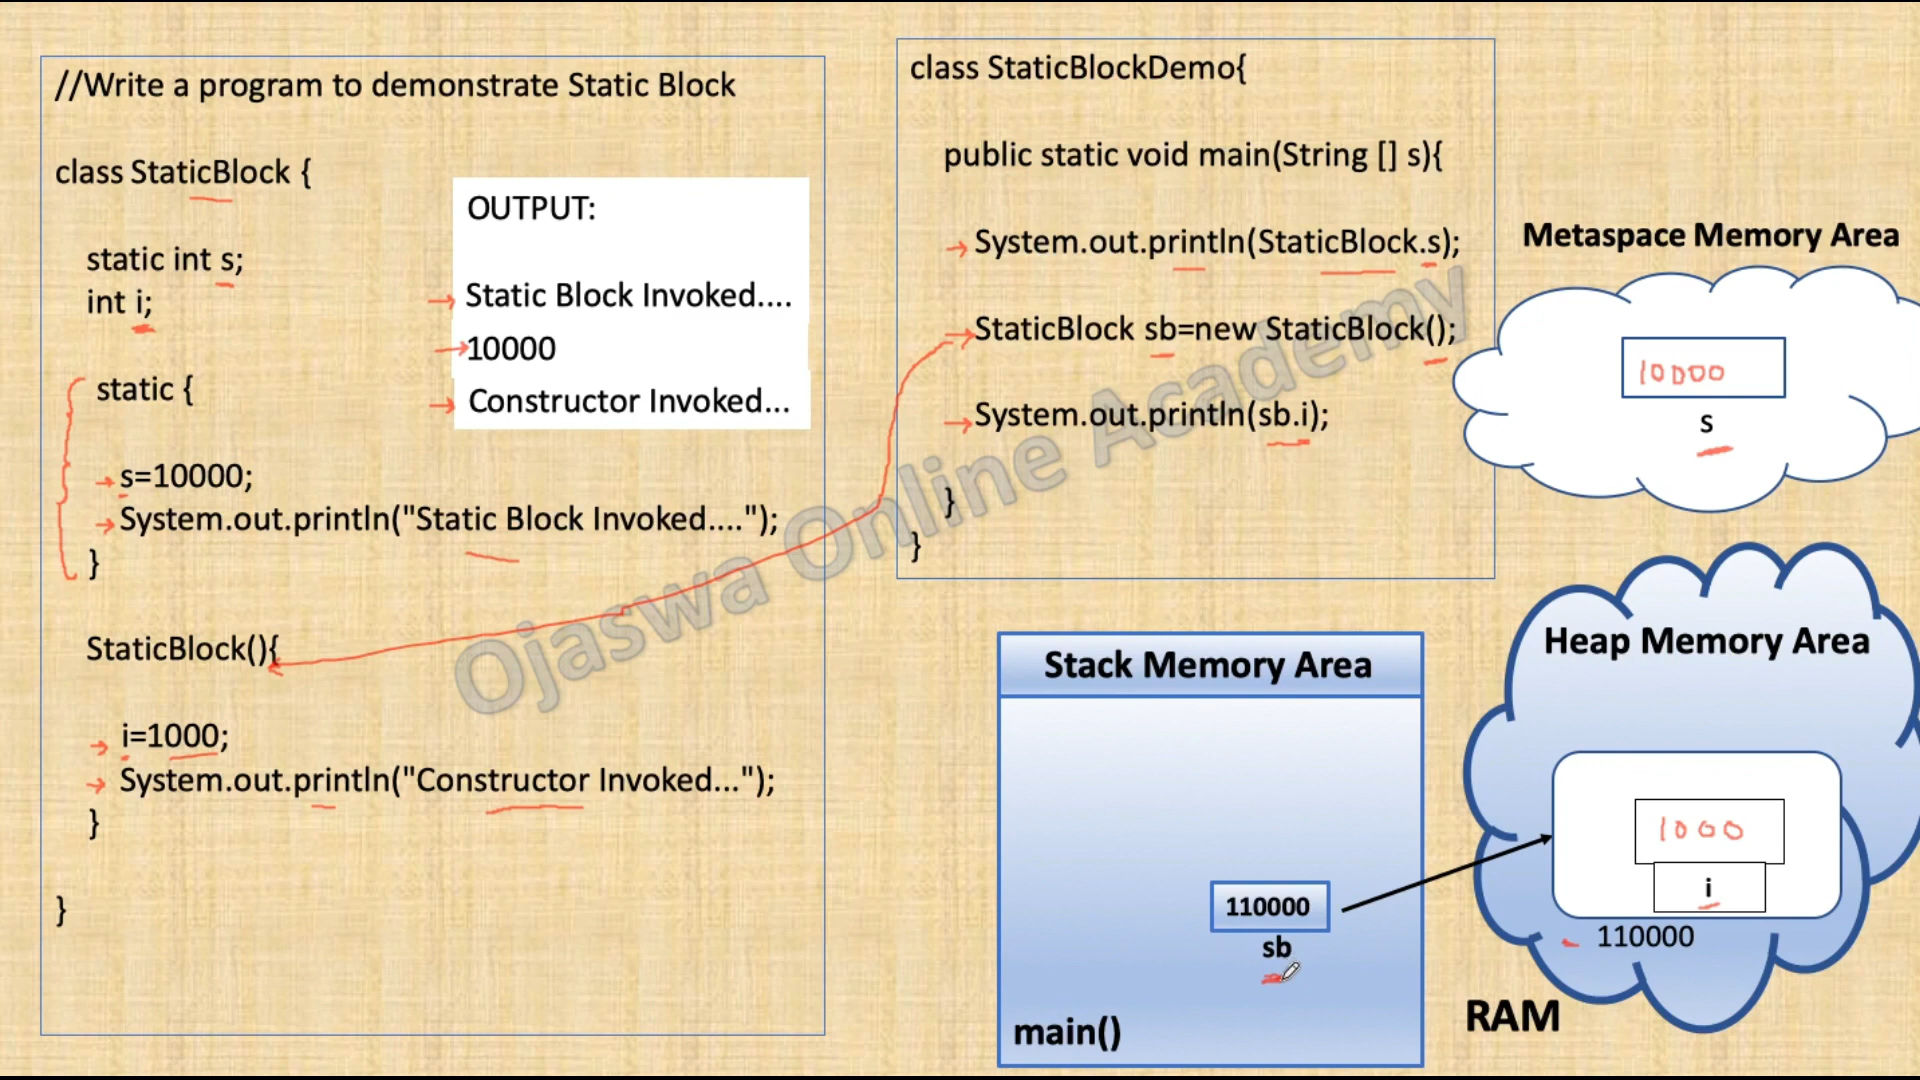 //Write a program to demonstrate Static Block
class StaticBlock {
static int s;
int i;
static {
s=10000;
System.out.println("Static Block Invoked....");
}
StaticBlock(){
i=1000;
System.out.println("Constructor Invoked...");
}
}
OUTPUT:
Static Block Invoked....
10000
Constructor Invoked...
class StaticBlockDemo{
public static void main(String [] s){
System.out.println(StaticBlock.s);
StaticBlock sb=new StaticBlock();
System.out.println(sb.i);
}
}
Ojaswa Online Academy
Metaspace Memory Area
10000
s
Stack Memory Area
110000
sb
main()
Heap Memory Area
1000
i
110000
RAM